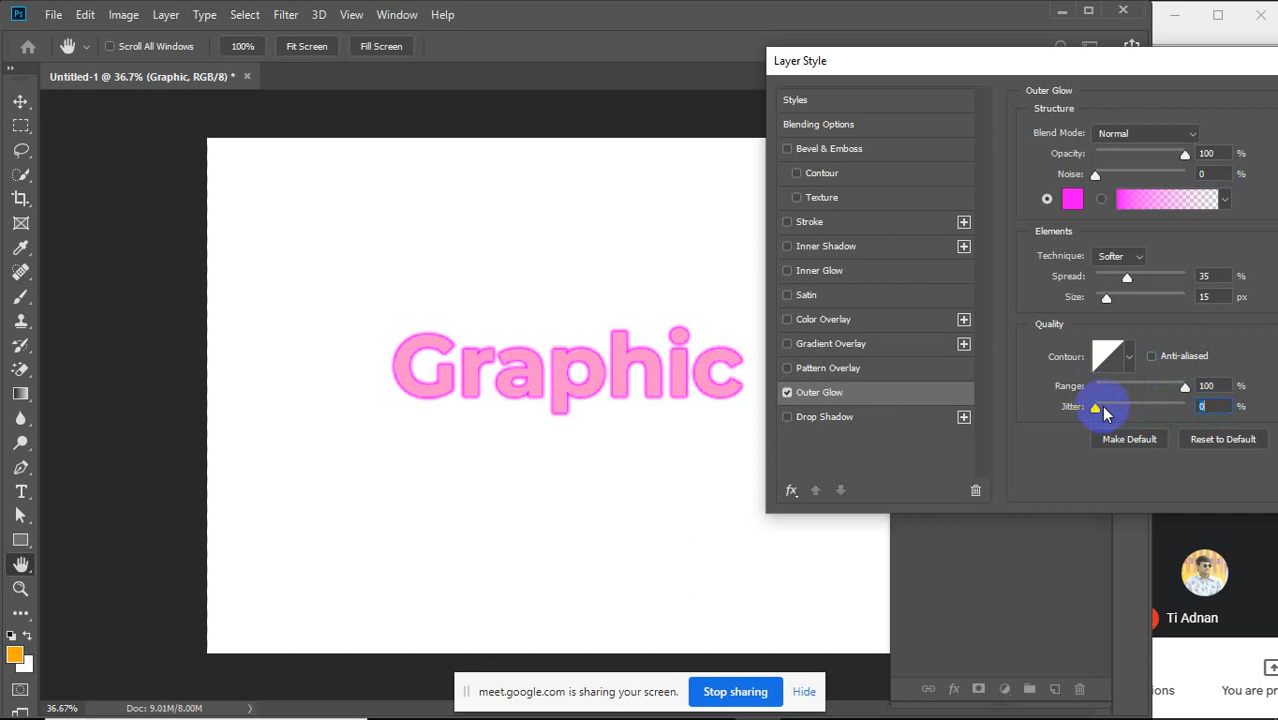 Ps File Edit Image Layer Type Select Filter 3D View Window Help
Scroll All Windows 100% Fit Screen Fill Screen
Untitled-1 @ 36.7% (Graphic, RGB/8) * ×
Graphic
Layer Style
Styles
Blending Options
Bevel & Emboss
Contour
Texture
Stroke
Inner Shadow
Inner Glow
Satin
Color Overlay
Gradient Overlay
Pattern Overlay
Outer Glow
Drop Shadow
fx
Outer Glow
Structure
Blend Mode: Normal
Opacity: 100 %
Noise: 0 %
Elements
Technique: Softer
Spread: 35 %
Size: 15 px
Quality
Contour: Anti-aliased
Range: 100 %
Jitter: 0 %
Make Default Reset to Default
Ti Adnan
You are pr
meet.google.com is sharing your screen. Stop sharing Hide
fx
36.67% Doc: 9.01M/8.00M